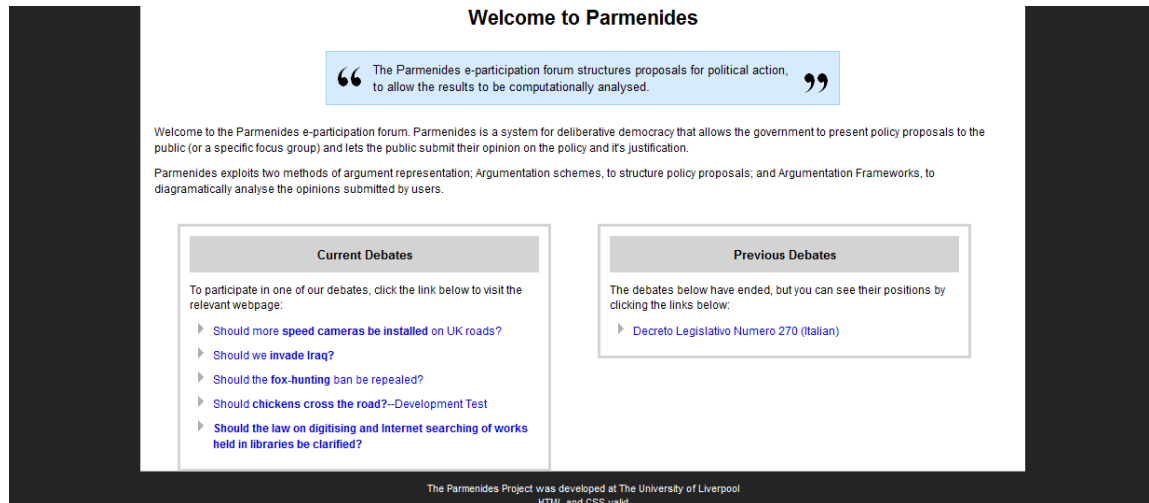 Welcome to Parmenides
“ The Parmenides e-participation forum structures proposals for political action,
to allow the results to be computationally analysed. ”
Welcome to the Parmenides e-participation forum. Parmenides is a system for deliberative democracy that allows the government to present policy proposals to the
public (or a specific focus group) and lets the public submit their opinion on the policy and it's justification.
Parmenides exploits two methods of argument representation; Argumentation schemes, to structure policy proposals; and Argumentation Frameworks, to
diagramatically analyse the opinions submitted by users.
Current Debates
To participate in one of our debates, click the link below to visit the
relevant webpage:
Should more speed cameras be installed on UK roads?
Should we invade Iraq?
Should the fox-hunting ban be repealed?
Should chickens cross the road?--Development Test
Should the law on digitising and Internet searching of works
held in libraries be clarified?
Previous Debates
The debates below have ended, but you can see their positions by
clicking the links below:
Decreto Legislativo Numero 270 (Italian)
The Parmenides Project was developed at The University of Liverpool
HTML and CSS valid